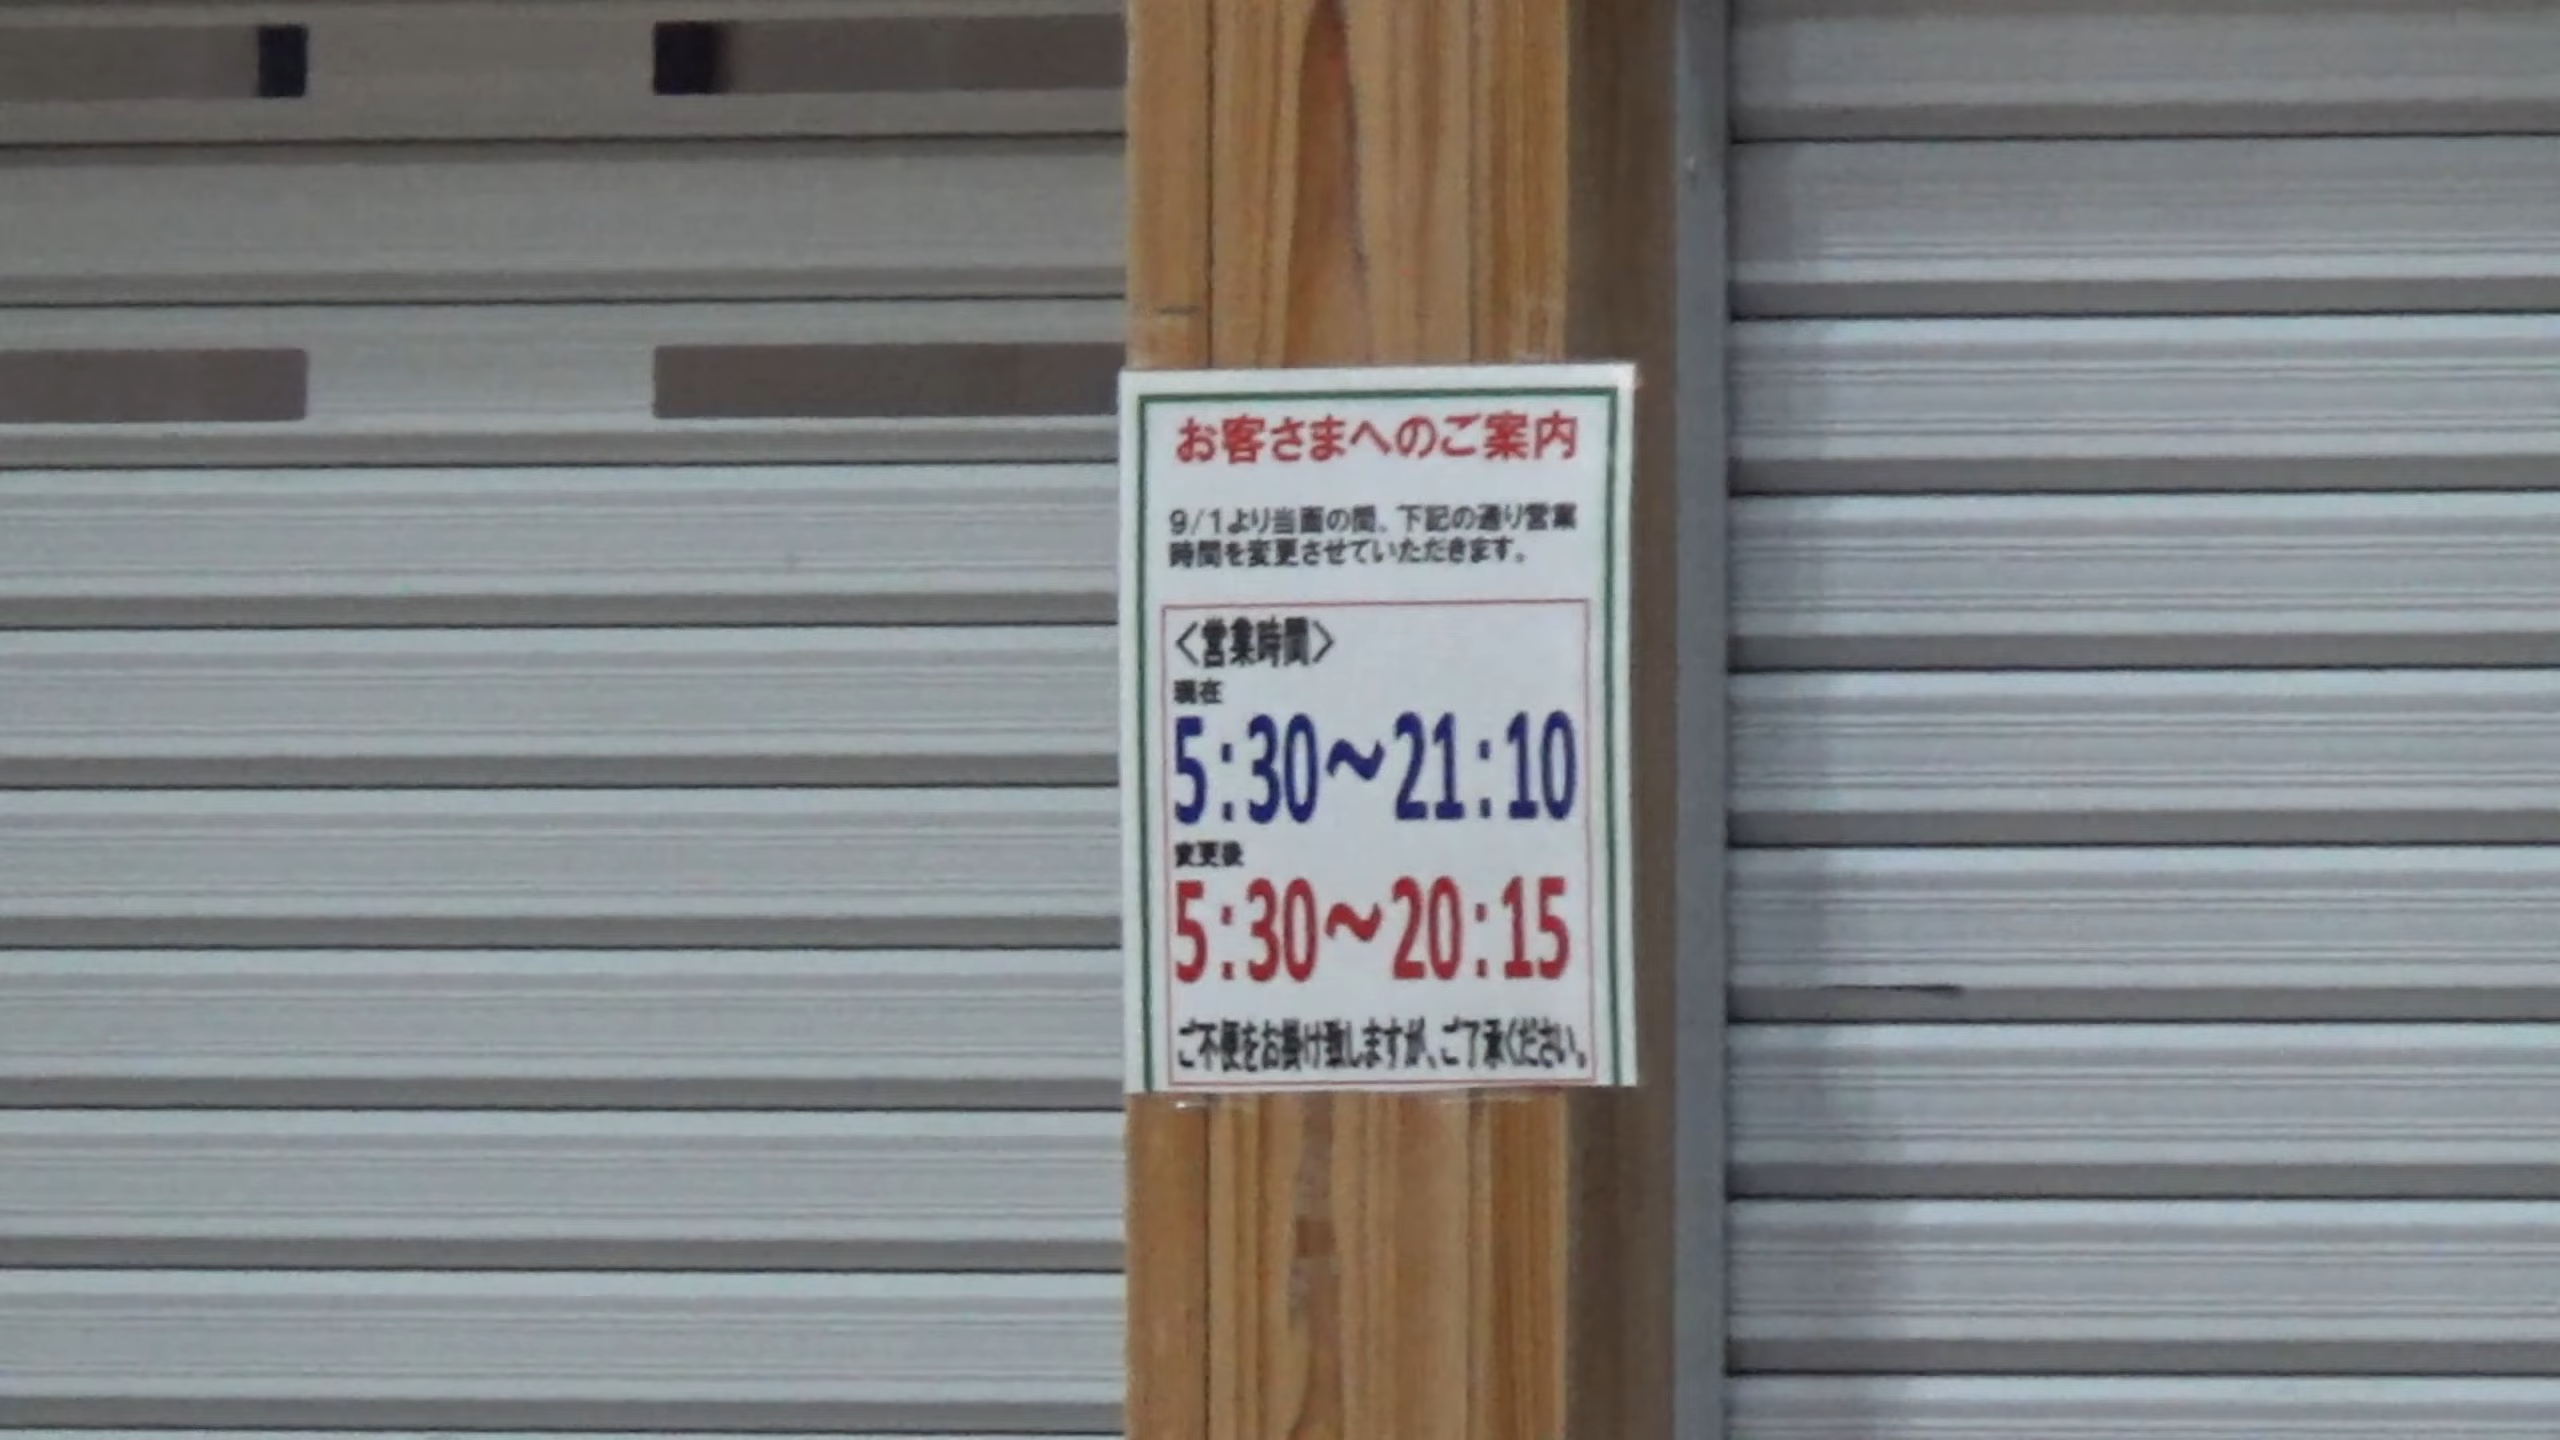 お客さまへのご案内
9/1より当面の間、下記の通り営業
時間を変更させていただきます。
〈営業時間〉
現在
5:30～21:10
変更後
5:30～20:15
ご不便をお掛け致しますが、ご了承ください。